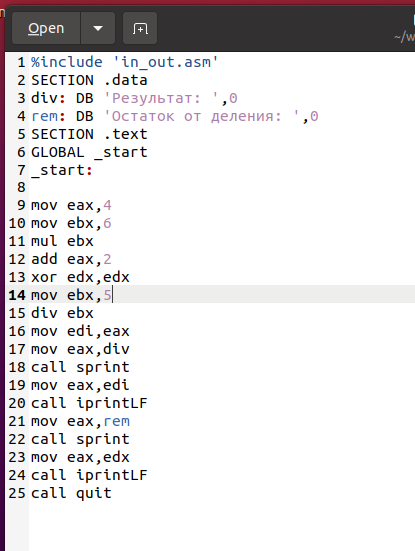 Open
~/w
1 %include 'in_out.asm'
2 SECTION .data
3 div: DB 'Результат: ',0
4 rem: DB 'Остаток от деления: ',0
5 SECTION .text
6 GLOBAL _start
7 _start:
8
9 mov eax,4
10 mov ebx,6
11 mul ebx
12 add eax,2
13 xor edx,edx
14 mov ebx,5
15 div ebx
16 mov edi,eax
17 mov eax,div
18 call sprint
19 mov eax,edi
20 call iprintLF
21 mov eax,rem
22 call sprint
23 mov eax,edx
24 call iprintLF
25 call quit